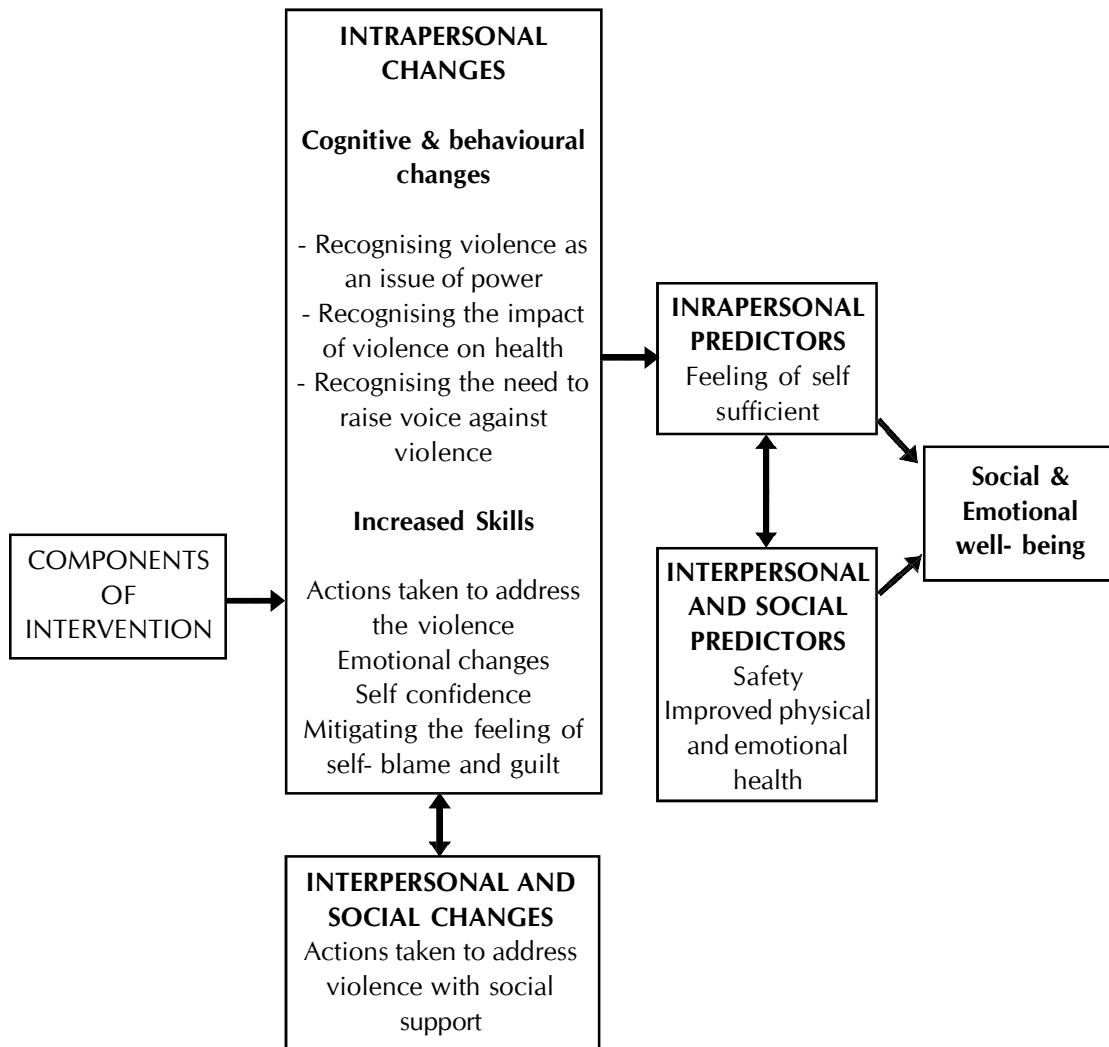 COMPONENTS
OF
INTERVENTION
INTRAPERSONAL
CHANGES
Cognitive & behavioural
changes
- Recognising violence as
an issue of power
- Recognising the impact
of violence on health
- Recognising the need to
raise voice against
violence
Increased Skills
Actions taken to address
the violence
Emotional changes
Self confidence
Mitigating the feeling of
self- blame and guilt
INTERPERSONAL AND
SOCIAL CHANGES
Actions taken to address
violence with social
support
INRAPERSONAL
PREDICTORS
Feeling of self
sufficient
INTERPERSONAL
AND SOCIAL
PREDICTORS
Safety
Improved physical
and emotional
health
Social &
Emotional
well- being